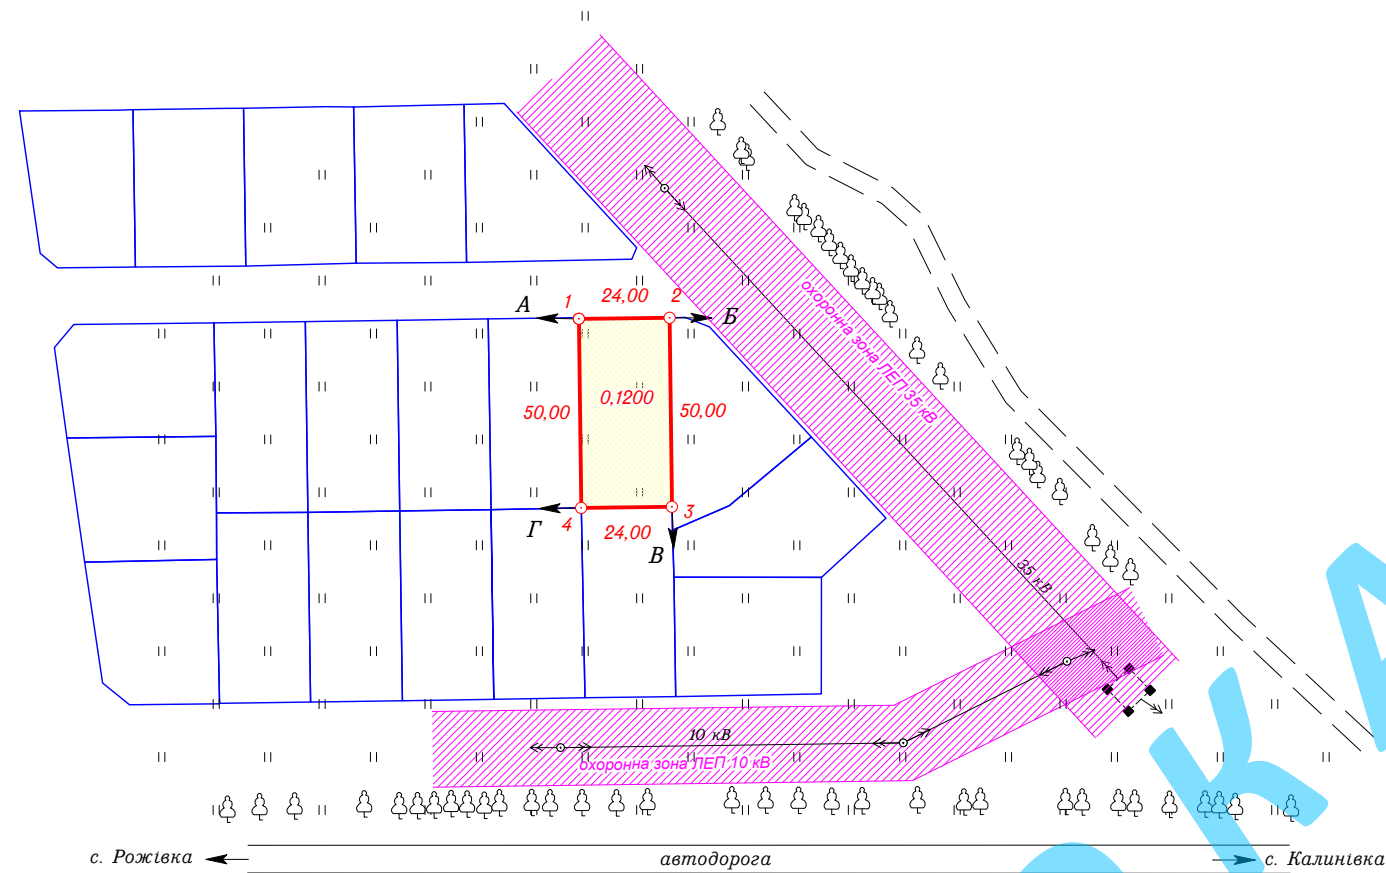 А
1
24,00
2
Б
50,00
0,1200
50,00
охоронна зона ЛЕП 35 кВ
Г
4
24,00
3
В
35 кВ
10 кВ
охоронна зона ЛЕП 10 кВ
с. Рожівка
автодорога
с. Калинівка